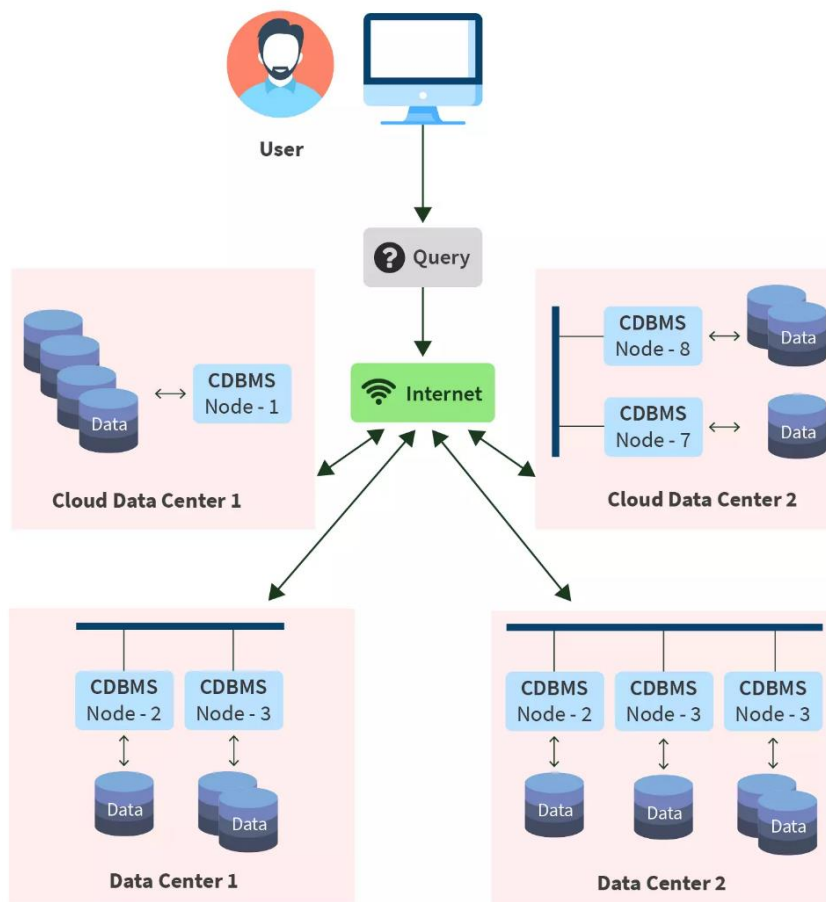 User
Query
Internet
CDBMS
Node - 1
Data
Cloud Data Center 1
CDBMS
Node - 8
Data
CDBMS
Node - 7
Data
Cloud Data Center 2
CDBMS
Node - 2
CDBMS
Node - 3
Data
Data
Data Center 1
CDBMS
Node - 2
CDBMS
Node - 3
CDBMS
Node - 3
Data
Data
Data
Data Center 2